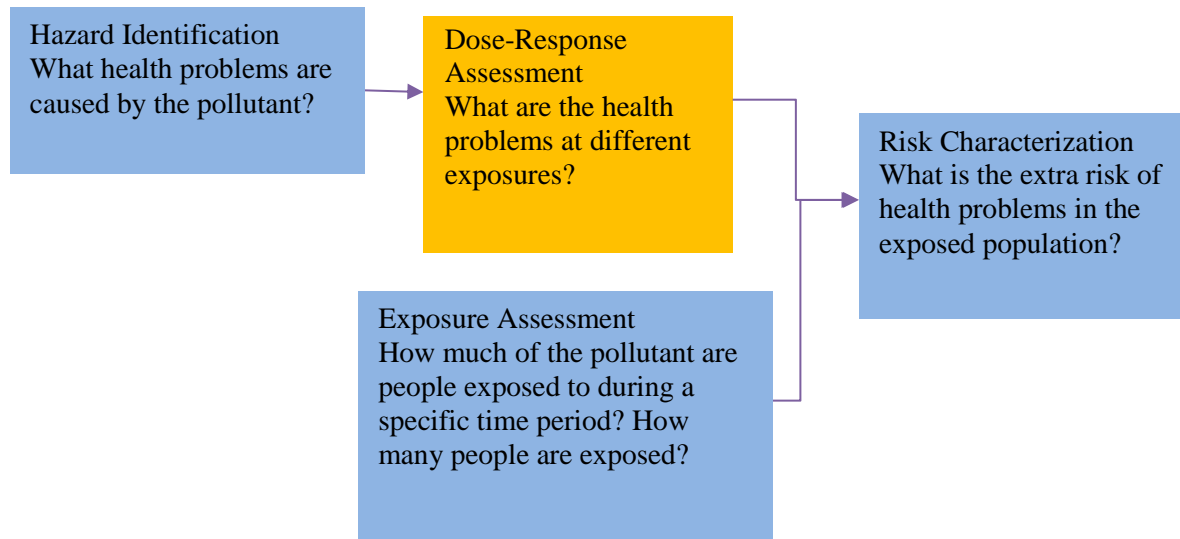 Hazard Identification
What health problems are
caused by the pollutant?
Dose-Response
Assessment
What are the health
problems at different
exposures?
Exposure Assessment
How much of the pollutant are
people exposed to during a
specific time period? How
many people are exposed?
Risk Characterization
What is the extra risk of
health problems in the
exposed population?